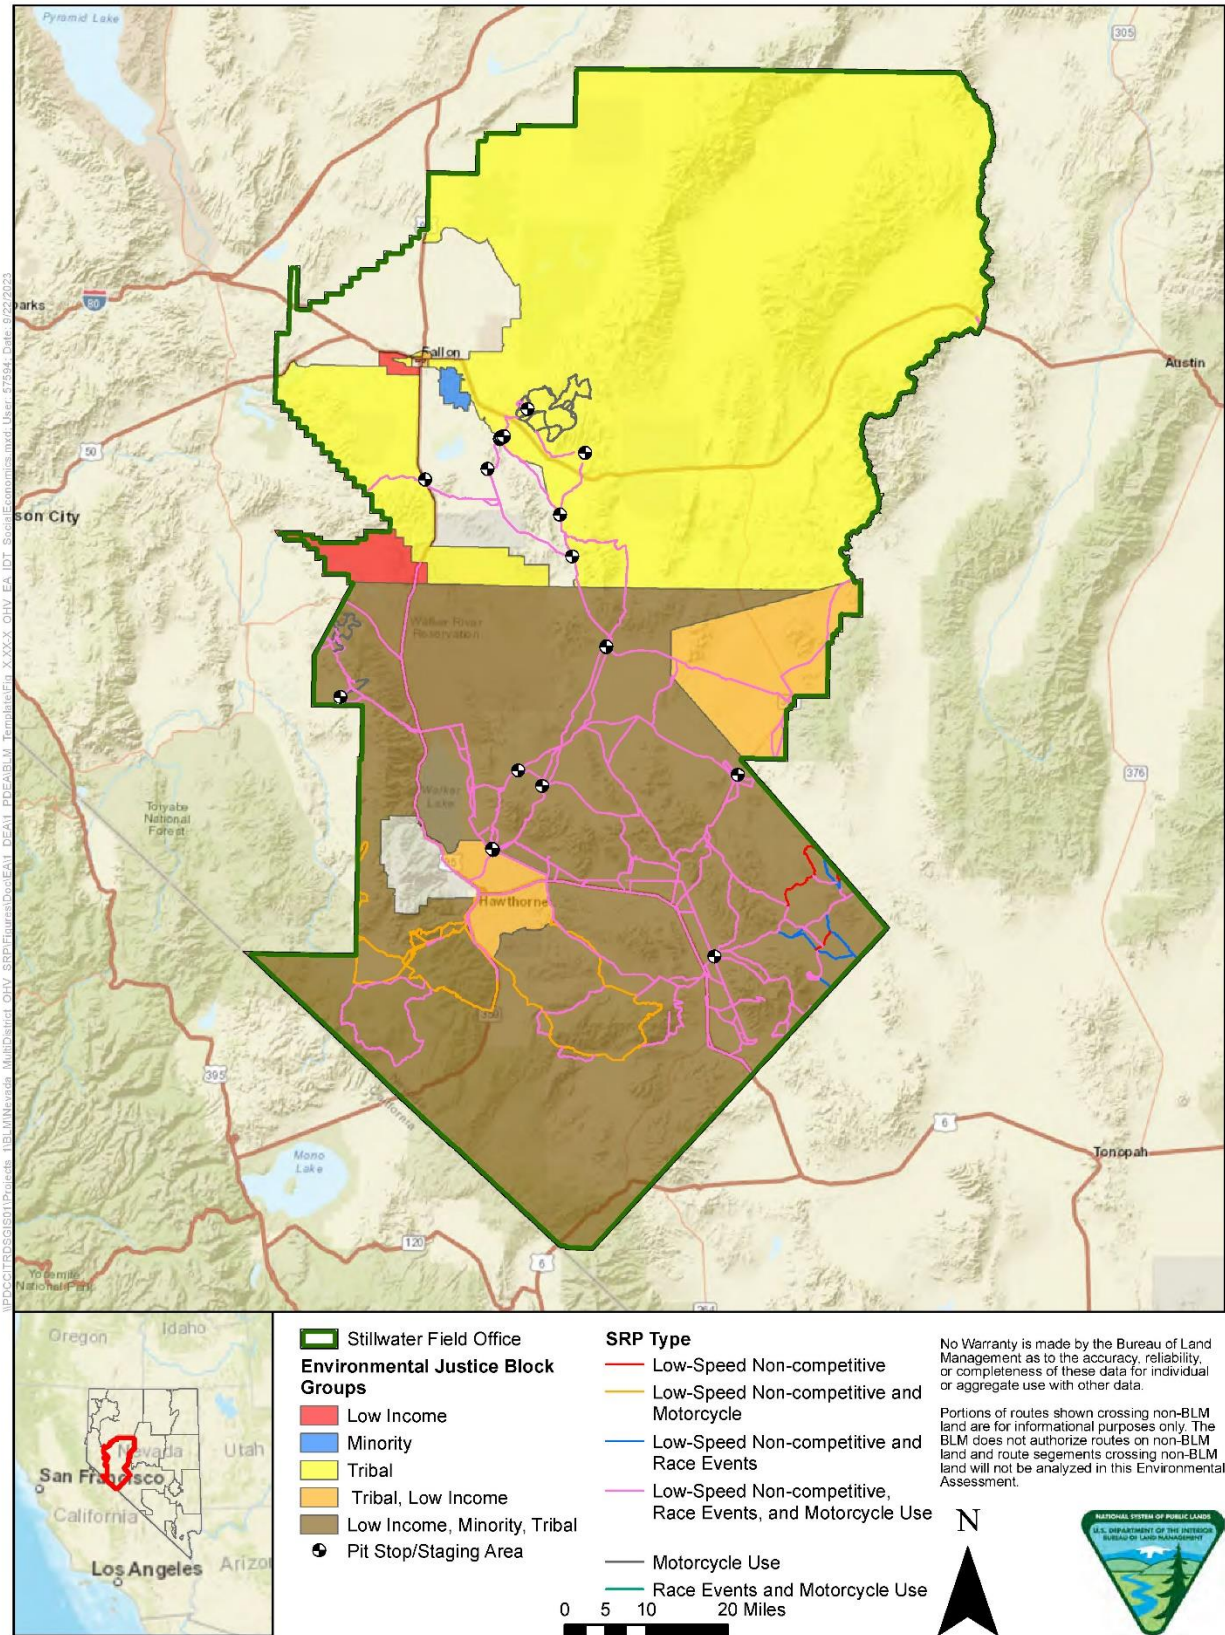 Pyramid Lake
305
arks
80
Fallon
Austin
50
son City
Walker River
Reservation
376
Toiyabe
National
Forest
Walker
Lake
95
Hawthorne
359
395
California
6
Mono
Lake
Tonopah
120
6
Yosemite
National Park
264
Oregon
Idaho
Nevada
Utah
San Francisco
California
Los Angeles
Arizo
Stillwater Field Office
Environmental Justice Block
Groups
Low Income
Minority
Tribal
Tribal, Low Income
Low Income, Minority, Tribal
Pit Stop/Staging Area
SRP Type
Low-Speed Non-competitive
Low-Speed Non-competitive and
Motorcycle
Low-Speed Non-competitive and
Race Events
Low-Speed Non-competitive,
Race Events, and Motorcycle Use
Motorcycle Use
Race Events and Motorcycle Use
0 5 10 20 Miles
No Warranty is made by the Bureau of Land
Management as to the accuracy, reliability,
or completeness of these data for individual
or aggregate use with other data.
Portions of routes shown crossing non-BLM
land are for informational purposes only. The
BLM does not authorize routes on non-BLM
land and route segements crossing non-BLM
land will not be analyzed in this Environmental
Assessment.
N
NATIONAL SYSTEM OF PUBLIC LANDS
U.S. DEPARTMENT OF THE INTERIOR
BUREAU OF LAND MANAGEMENT